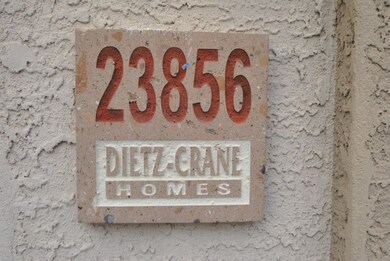 23856
DIETZ-CRANE
HOMES